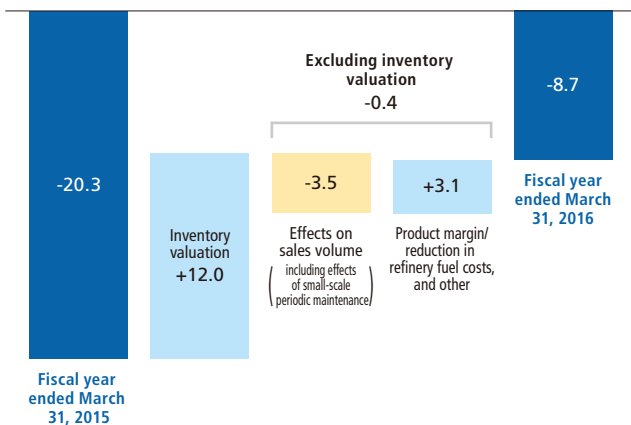 -20.3
Fiscal year
ended March
31, 2015
Inventory
valuation
+12.0
Excluding inventory
valuation
-0.4
-3.5
Effects on
sales volume
(including effects
of small-scale
periodic maintenance)
+3.1
Product margin/
reduction in
refinery fuel costs,
and other
-8.7
Fiscal year
ended March
31, 2016